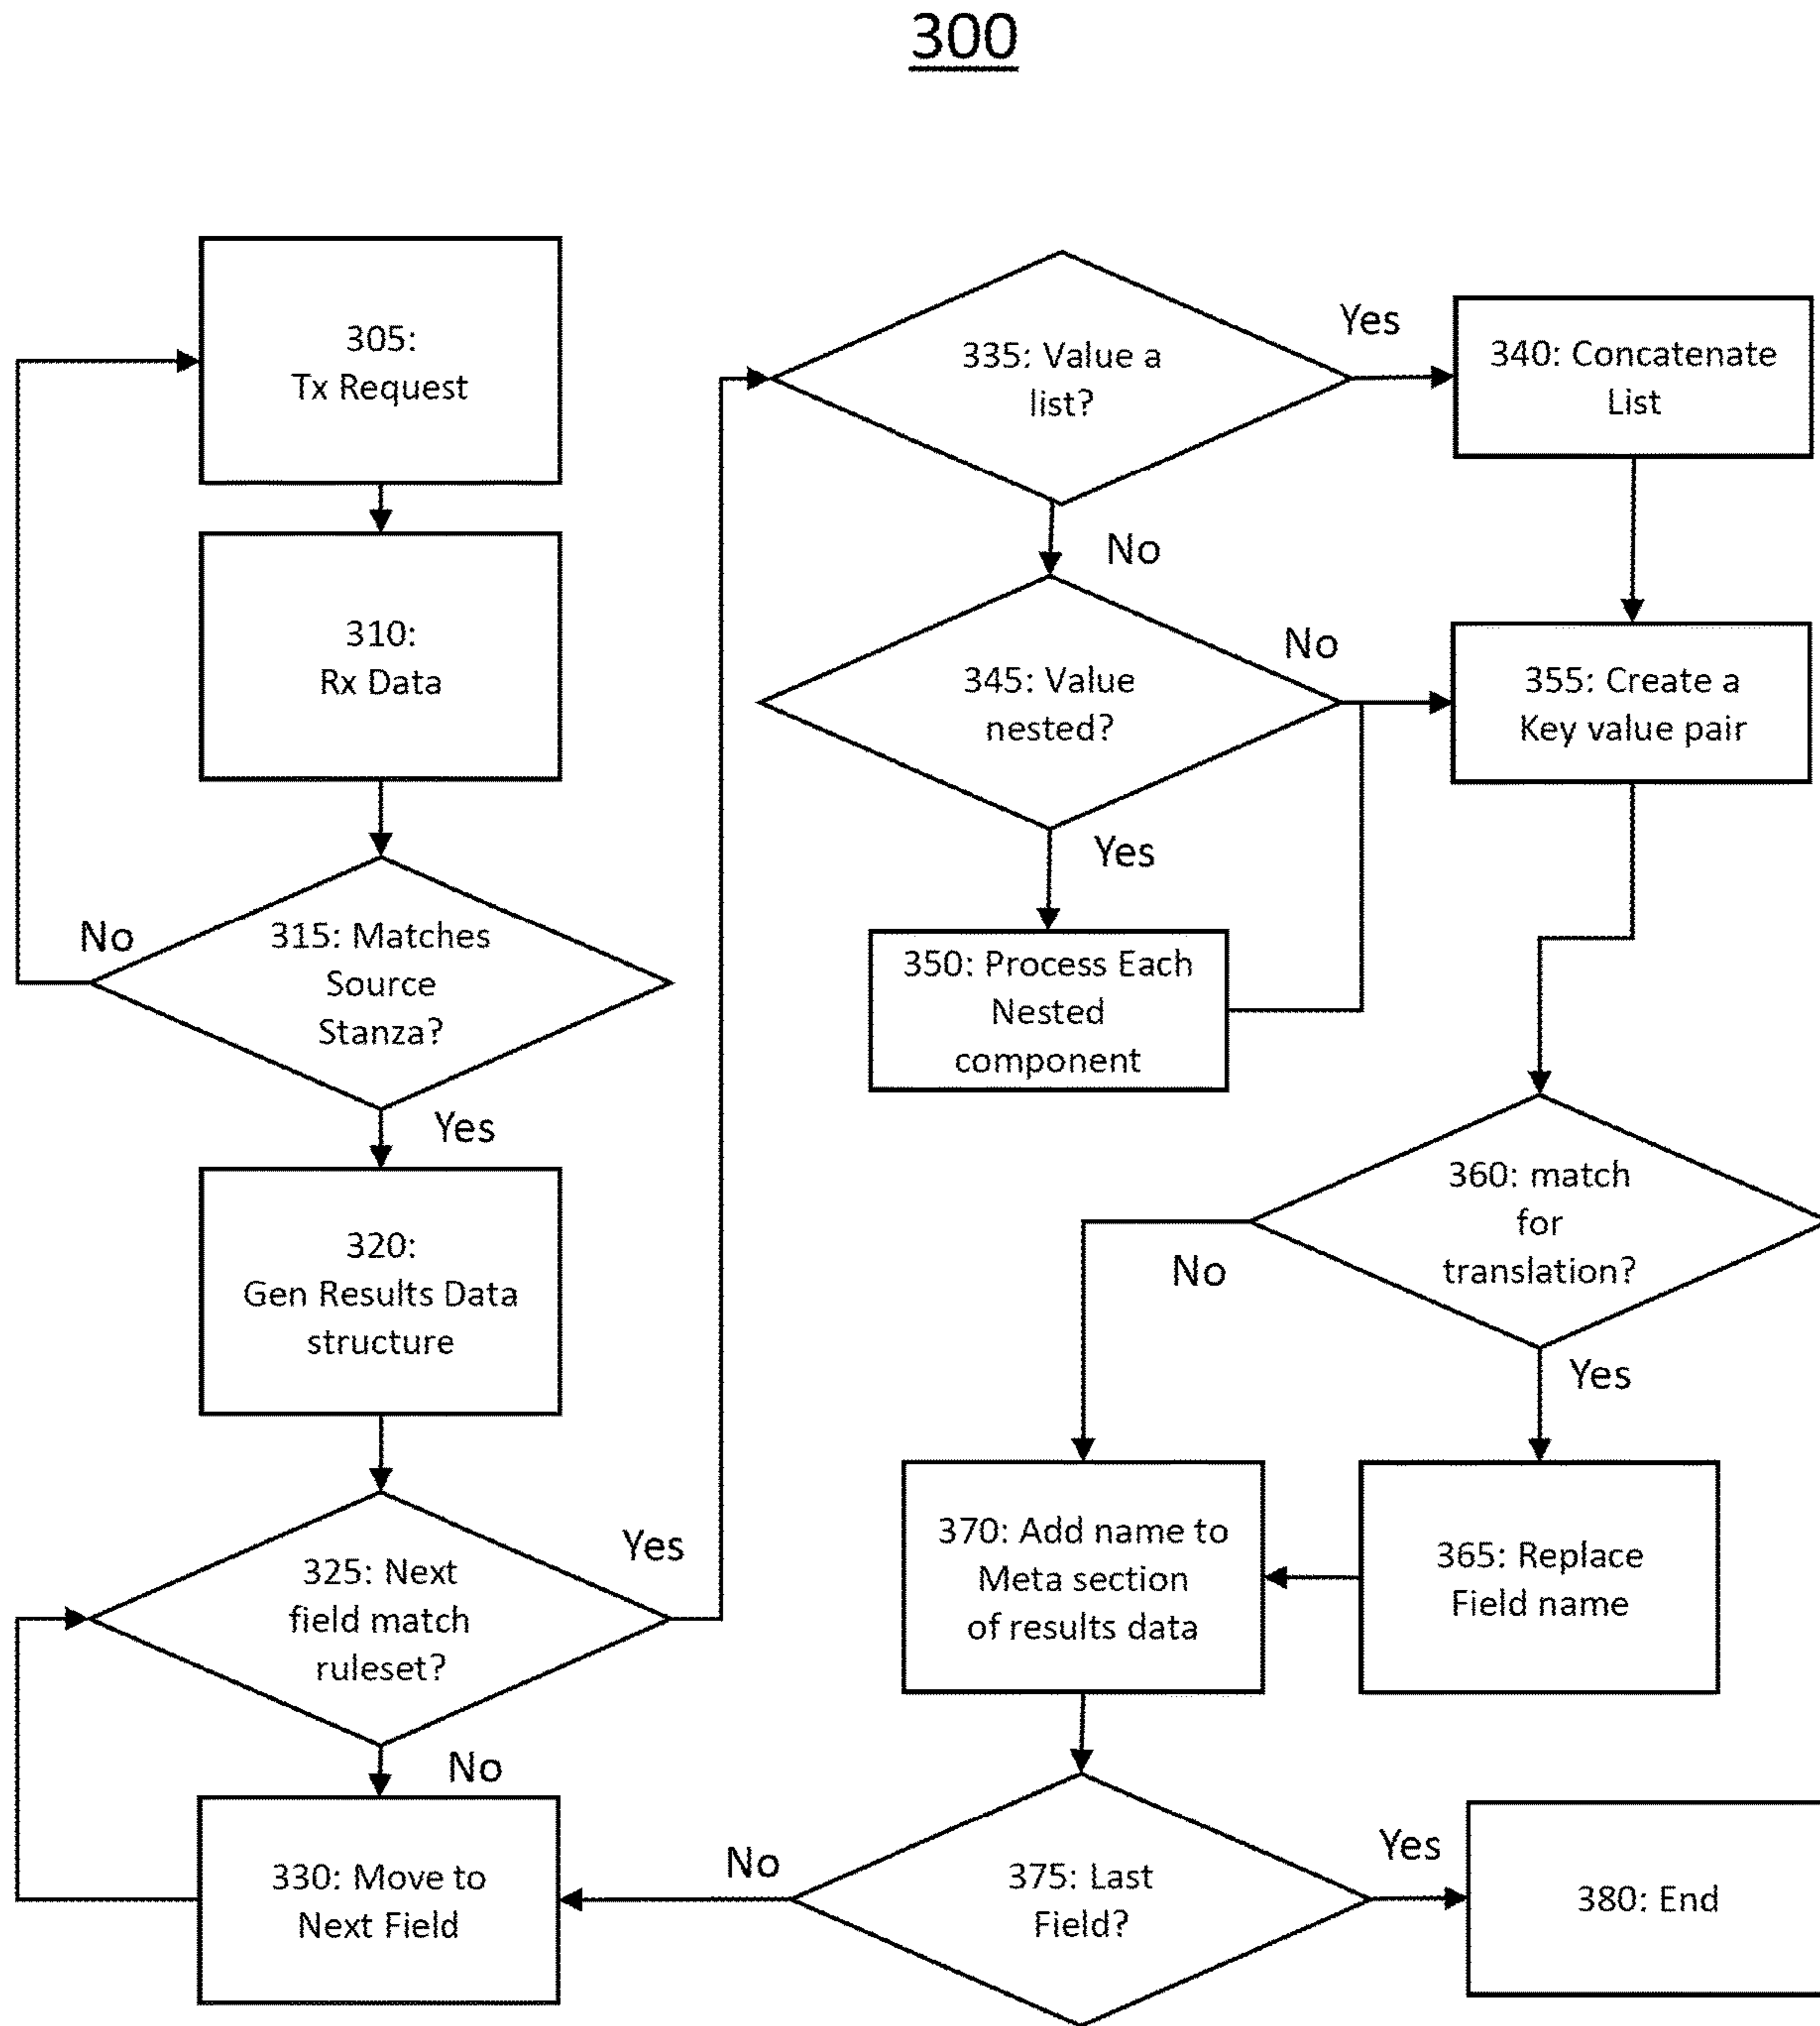 300
305:
Tx Request
310:
Rx Data
No
315: Matches
Source
Stanza?
Yes
320:
Gen Results Data
structure
Yes
325: Next
field match
ruleset?
No
330: Move to
Next Field
335: Value a
list?
Yes
340: Concatenate
List
No
345: Value
nested?
No
355: Create a
Key value pair
Yes
350: Process Each
Nested
component
360: match
for
translation?
No
Yes
370: Add name to
Meta section
of results data
365: Replace
Field name
No
375: Last
Field?
Yes
380: End